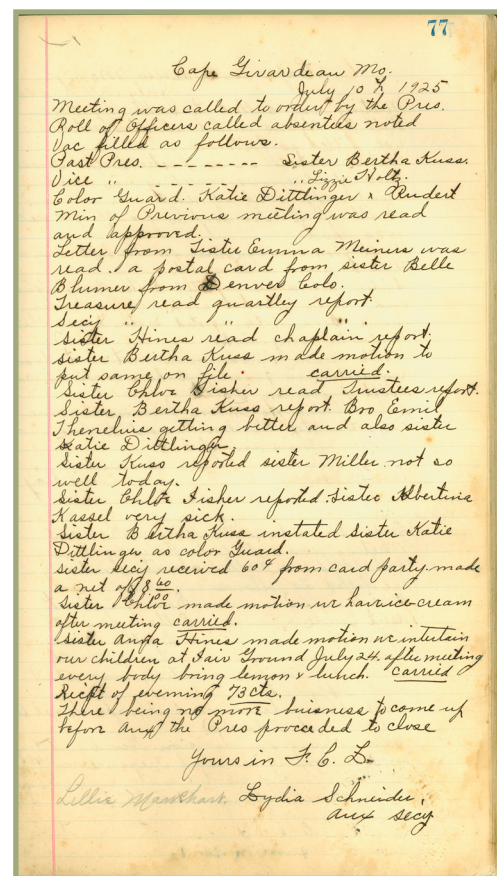 77
Cape Girardeau Mo.
July 10th 1925
Meeting was called to order by the Pres.
Roll of Officers called absenties noted
Vac filled as follows.
Past Pres. - - - - - - - - - Sister Bertha Kuss.
Vice " - - - - - - - - " Lizzie Holtz.
Color Guard. Katie Dittlinger & Rudert
Min of Previous meeting was read
and approved.
Letter from Sister Emma Meiners was
read. a postal card from sister Belle
Blumer from Denver Colo.
Treasure read quartley report.
Secy " " "
Sister Hines read chaplain report.
Sister Bertha Kuss made motion to
put same on file. carried.
Sister Chloe Fisher read Trustees report.
Sister Bertha Kuss report. Bro Emil
Thenelius getting better and also sister
Katie Dittlinger.
Sister Kuss reported sister Miller not so
well today.
Sister Chloe Fisher reported Sister Albertina
Kassel very sick.
Sister Bertha Kuss instated Sister Katie
Dittlinger as color Guard.
Sister Secy received 60¢ from card party. made
a net of $8 60/100.
Sister Chloe made motion we have ice-cream
after meeting carried.
Sister Anna Hines made motion we intertain
our children at Fair Ground July 24. after meeting
every body bring lemon & lunch. carried
Recipt of evening 73cts.
There being no more buisness to come up
before Aux the Pres proceeded to close
Yours in F. C. L.
Lellie Markhart. Lydia Schneider,
Aux Secy